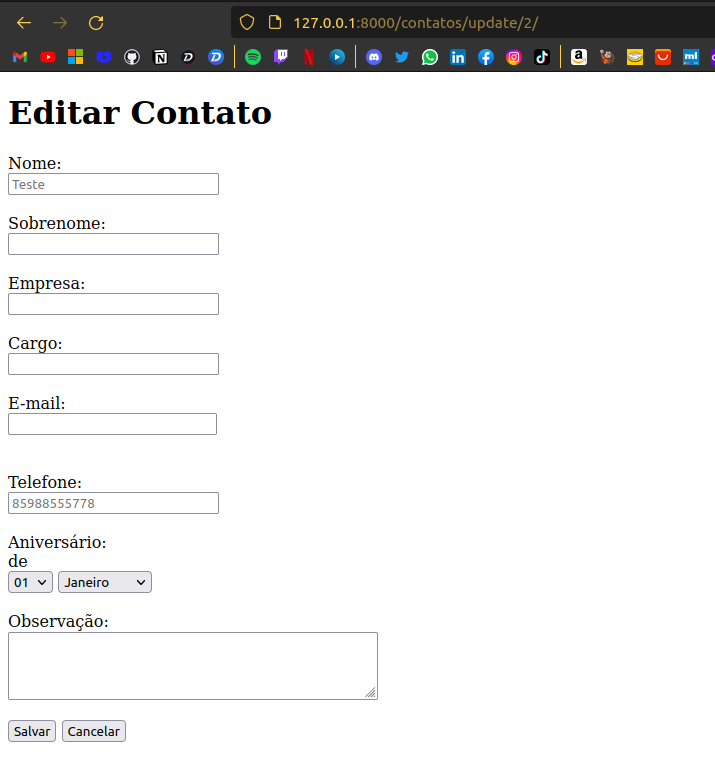 127.0.0.1:8000/contatos/update/2/
Editar Contato
Nome:
Teste
Sobrenome:
Empresa:
Cargo:
E-mail:
Telefone:
85988555778
Aniversário:
de
01 Janeiro
Observação:
Salvar Cancelar